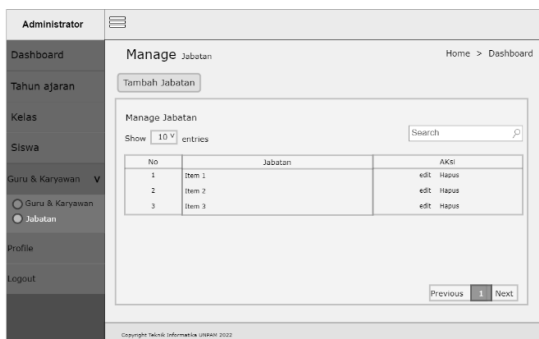 Administrator
Dashboard
Tahun ajaran
Kelas
Siswa
Guru & Karyawan V
Guru & Karyawan
Jabatan
Profile
Logout
Manage Jabatan
Home > Dashboard
Tambah Jabatan
Manage Jabatan
Show 10 V entries
Search
No Jabatan AKsi
1 Item 1 edit Hapus
2 Item 2 edit Hapus
3 Item 3 edit Hapus
Previous 1 Next
Copyright Teknik Informatika UNPAM 2022